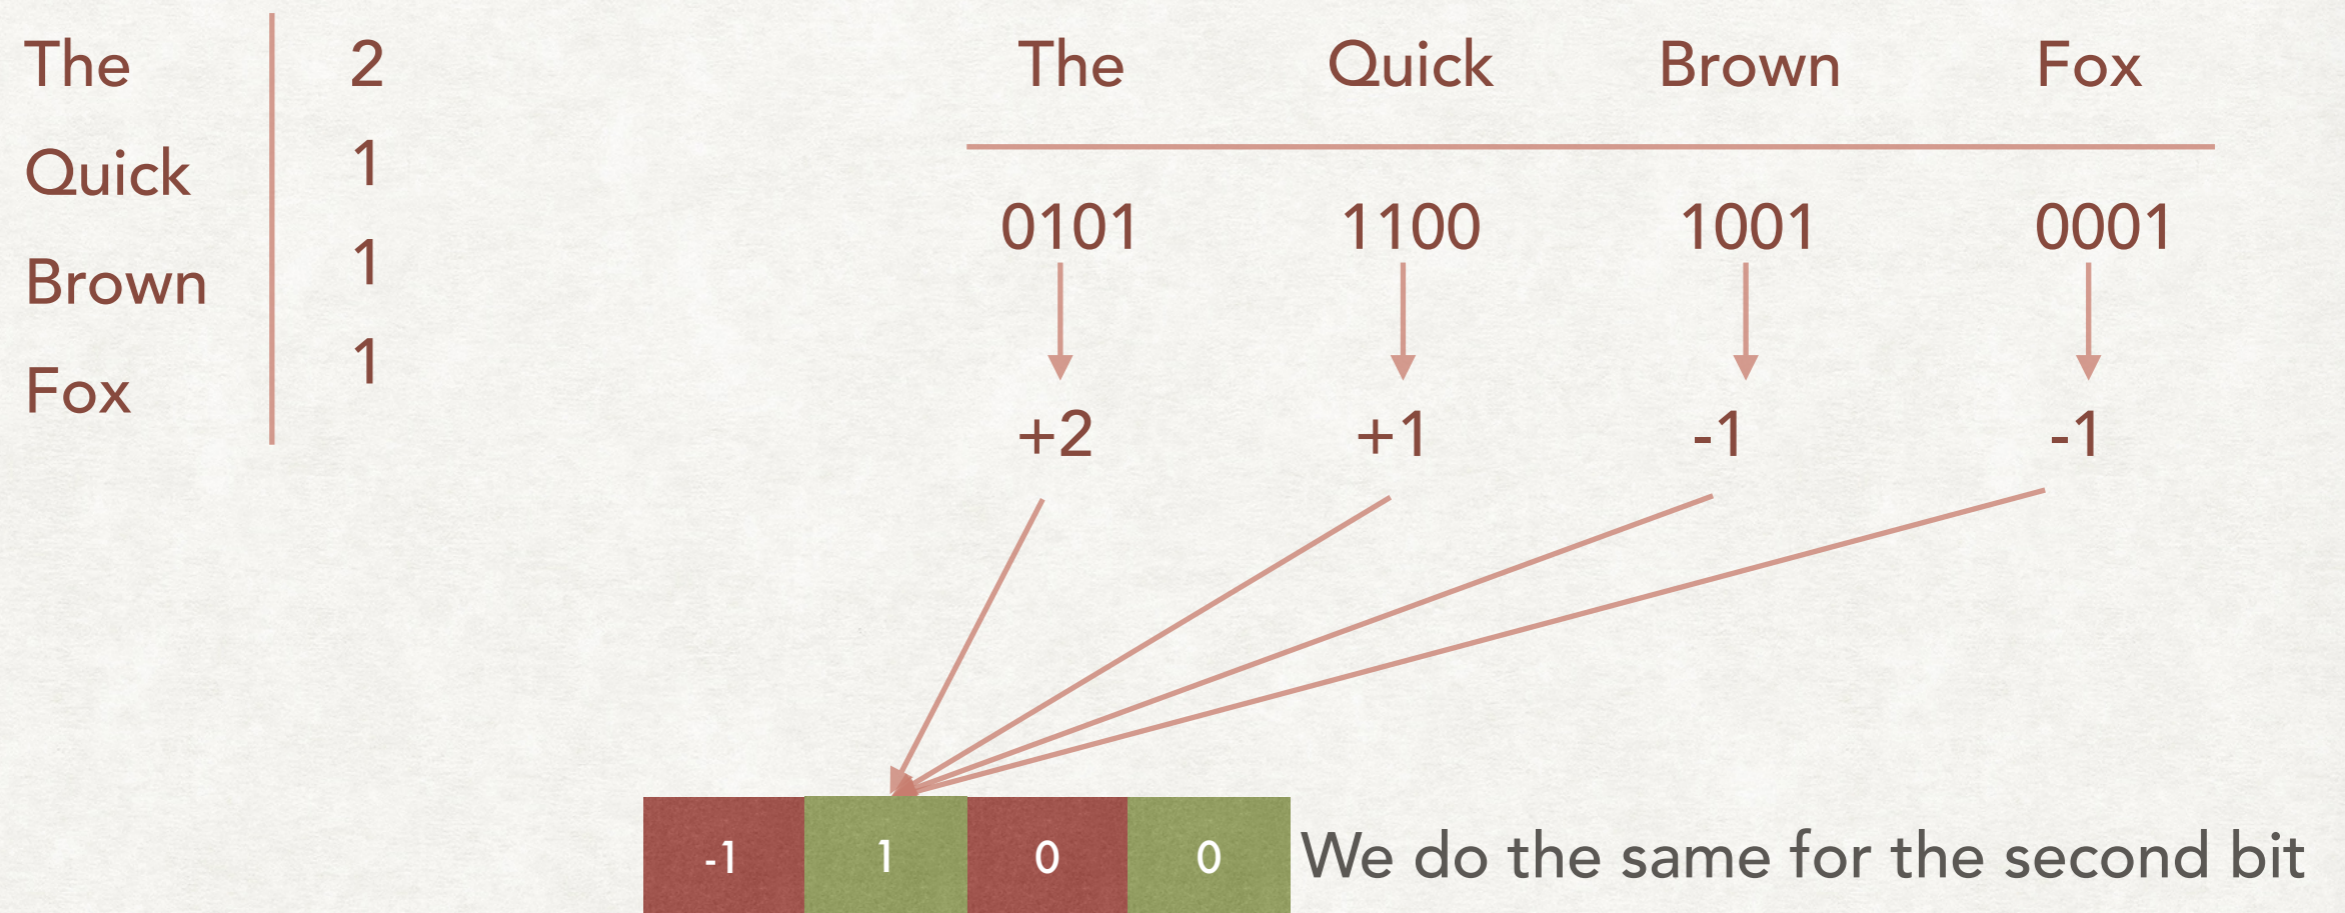 The 2
Quick 1
Brown 1
Fox 1
The Quick Brown Fox
0101 1100 1001 0001
+2 +1 -1 -1
-1 1 0 0 We do the same for the second bit